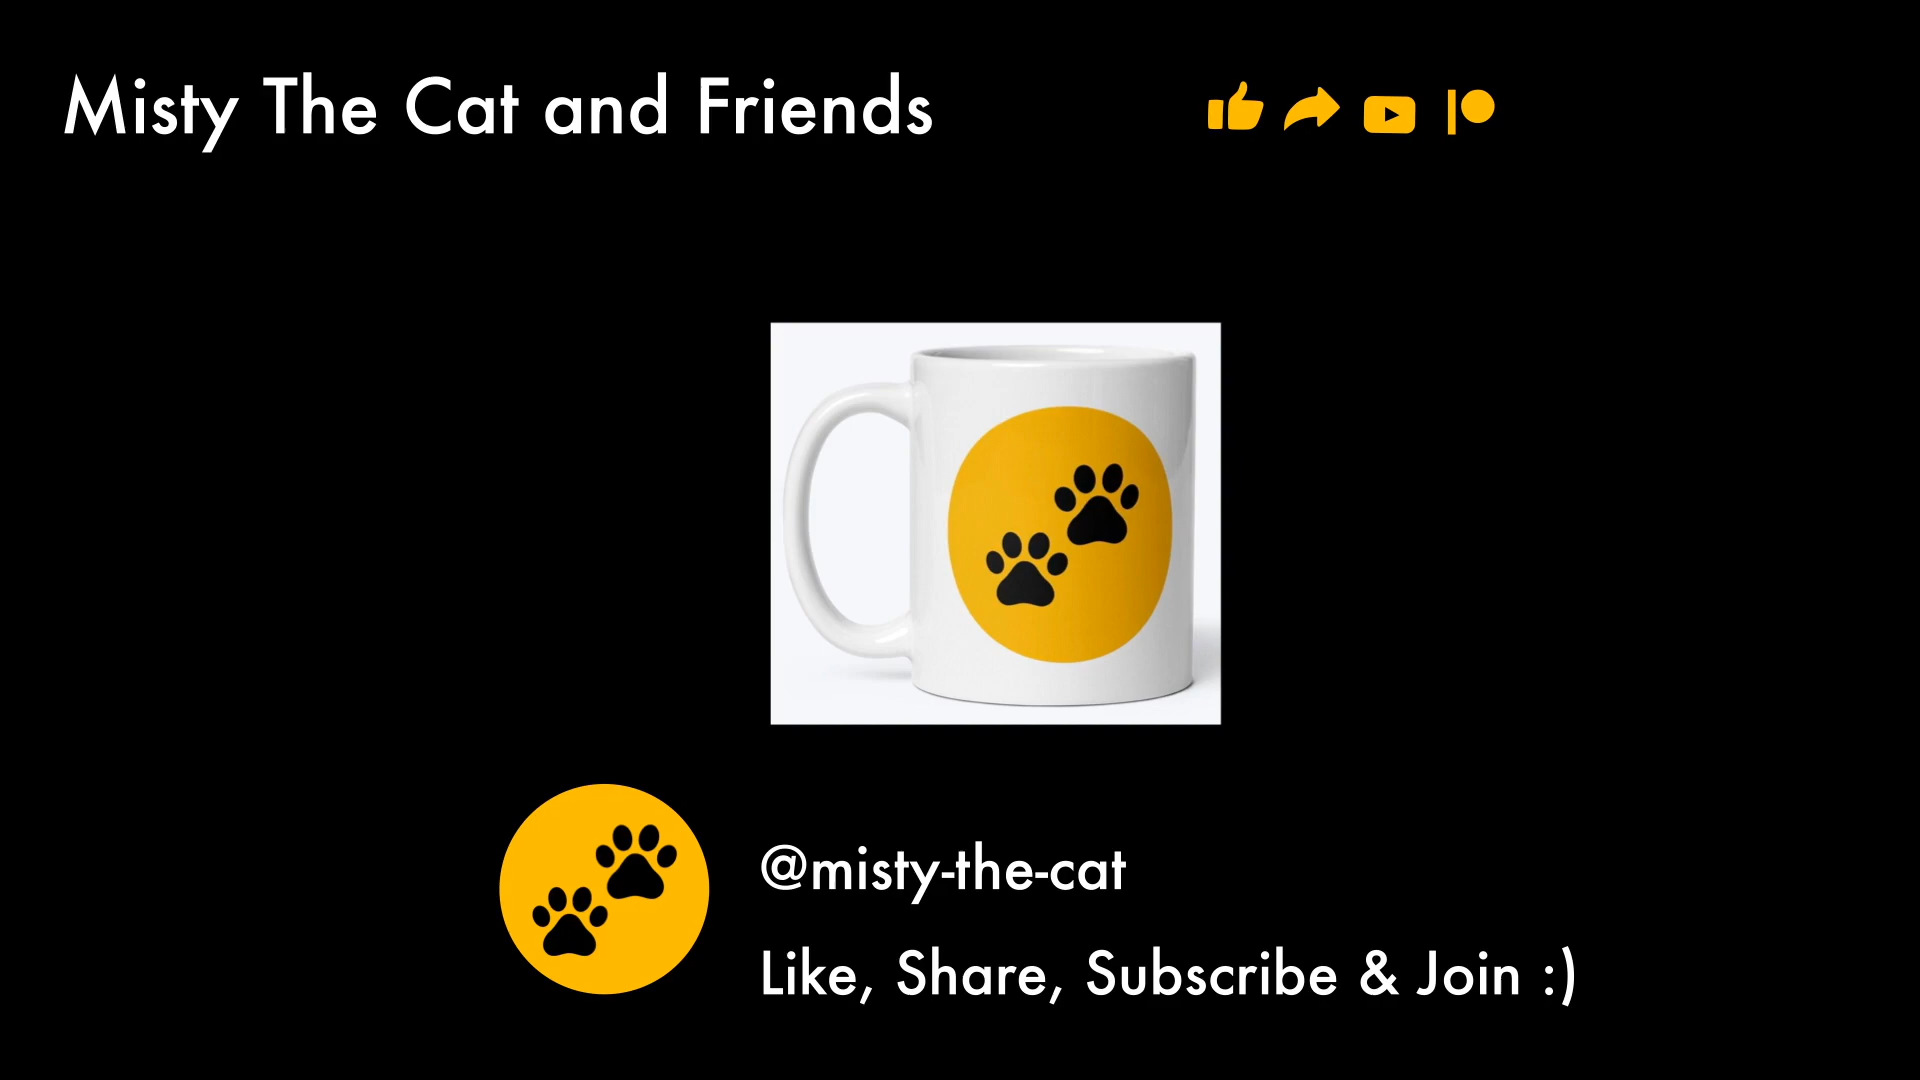 Misty The Cat and Friends
@misty-the-cat
Like, Share, Subscribe & Join :)